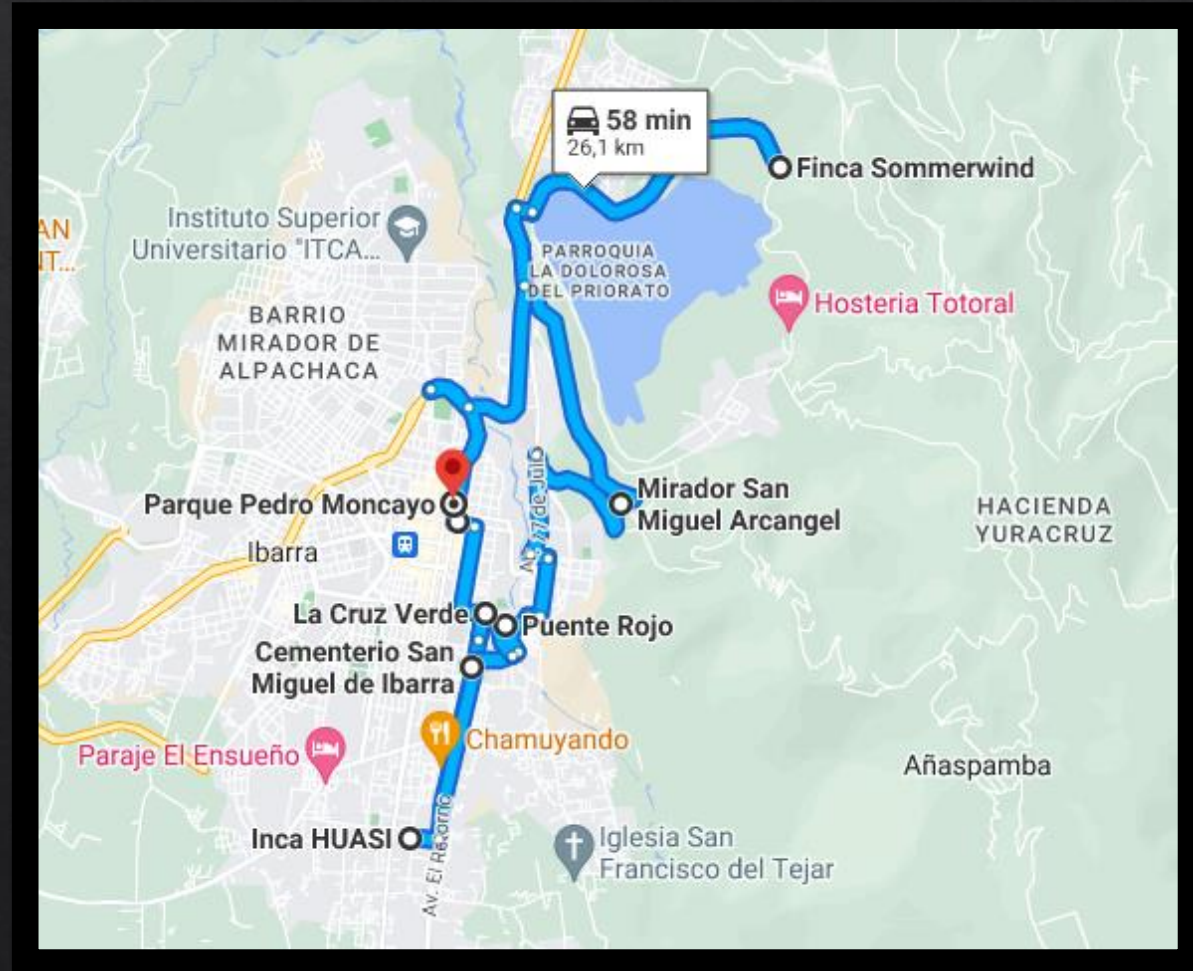 58 min
26,1 km
Finca Sommerwind
Instituto Superior
Universitario "ITCA...
AN
NT...
PARROQUIA
LA DOLOROSA
DEL PRIORATO
Hosteria Totoral
BARRIO
MIRADOR DE
ALPACHACA
Parque Pedro Moncayo
Mirador San
Miguel Arcangel
HACIENDA
YURACRUZ
Ibarra
La Cruz Verde
Puente Rojo
Cementerio San
Miguel de Ibarra
Chamuyando
Paraje El Ensueño
Añaspamba
Inca HUASI
Av. El Retorno
Iglesia San
Francisco del Tejar